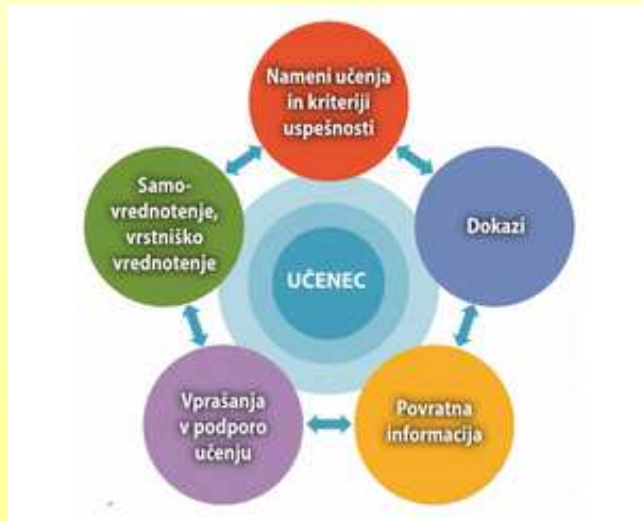 Nameni učenja
in kriteriji
uspešnosti
Samo-
vrednotenje,
vrstniško
vrednotenje
Dokazi
UČENEC
Vprašanja
v podporo
učenju
Povratna
informacija